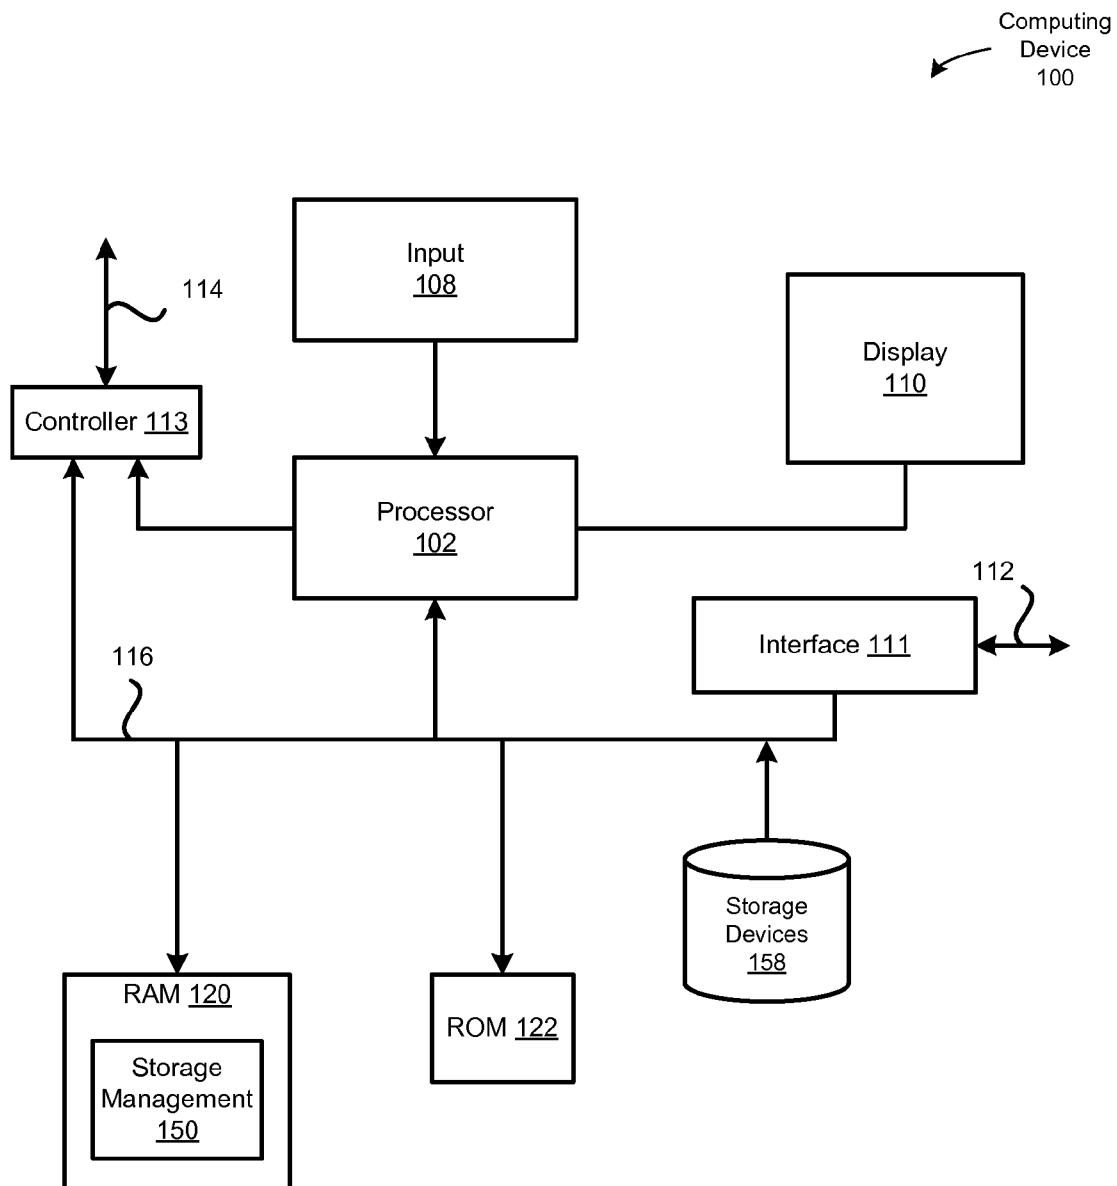 Computing
Device
100
Input
108
114
Display
110
Controller 113
Processor
102
112
Interface 111
116
Storage
Devices
158
RAM 120
ROM 122
Storage
Management
150